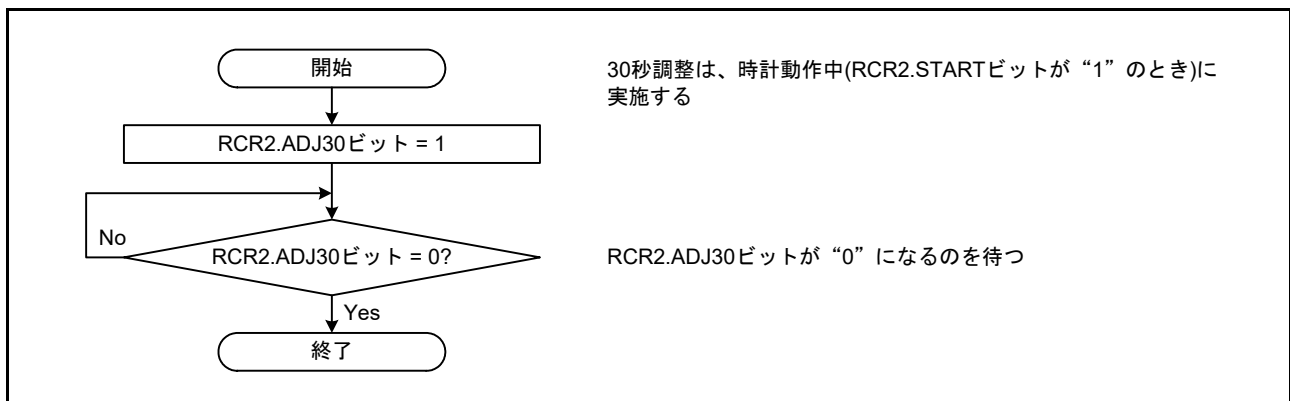 開始
30秒調整は、時計動作中(RCR2.STARTビットが“1”のとき)に
実施する
RCR2.ADJ30ビット = 1
No
RCR2.ADJ30ビット = 0?
RCR2.ADJ30ビットが“0”になるのを待つ
Yes
終了